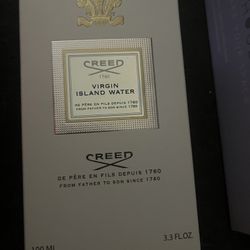 CREED
1760
VIRGIN
ISLAND WATER
DE PÈRE EN FILS DEPUIS 1760
FROM FATHER TO SON SINCE 1760
CREED
DE PÈRE EN FILS DEPUIS 1760
FROM FATHER TO SON SINCE 1760
100 ML
3.3 FL.OZ.